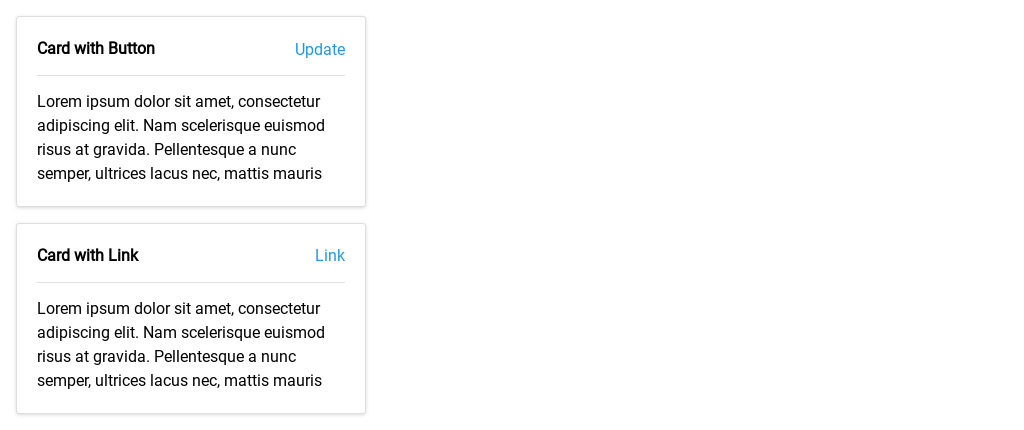 Card with Button
Update
Lorem ipsum dolor sit amet, consectetur
adipiscing elit. Nam scelerisque euismod
risus at gravida. Pellentesque a nunc
semper, ultrices lacus nec, mattis mauris
Card with Link
Link
Lorem ipsum dolor sit amet, consectetur
adipiscing elit. Nam scelerisque euismod
risus at gravida. Pellentesque a nunc
semper, ultrices lacus nec, mattis mauris